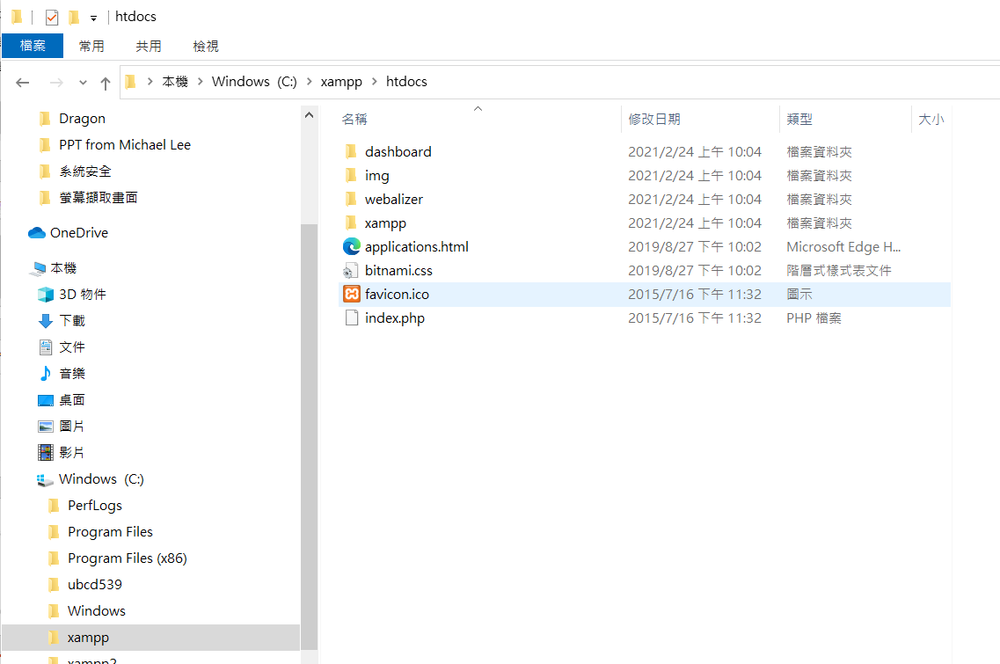 htdocs
檔案 常用 共用 檢視
本機 Windows (C:) xampp htdocs
Dragon
PPT from Michael Lee
系統安全
螢幕擷取畫面
OneDrive
本機
3D 物件
下載
文件
音樂
桌面
圖片
影片
Windows (C:)
PerfLogs
Program Files
Program Files (x86)
ubcd539
Windows
xampp
xampp2
名稱 修改日期 類型 大小
dashboard 2021/2/24 上午 10:04 檔案資料夾
img 2021/2/24 上午 10:04 檔案資料夾
webalizer 2021/2/24 上午 10:04 檔案資料夾
xampp 2021/2/24 上午 10:04 檔案資料夾
applications.html 2019/8/27 下午 10:02 Microsoft Edge H...
bitnami.css 2019/8/27 下午 10:02 階層式樣式表文件
favicon.ico 2015/7/16 下午 11:32 圖示
index.php 2015/7/16 下午 11:32 PHP 檔案